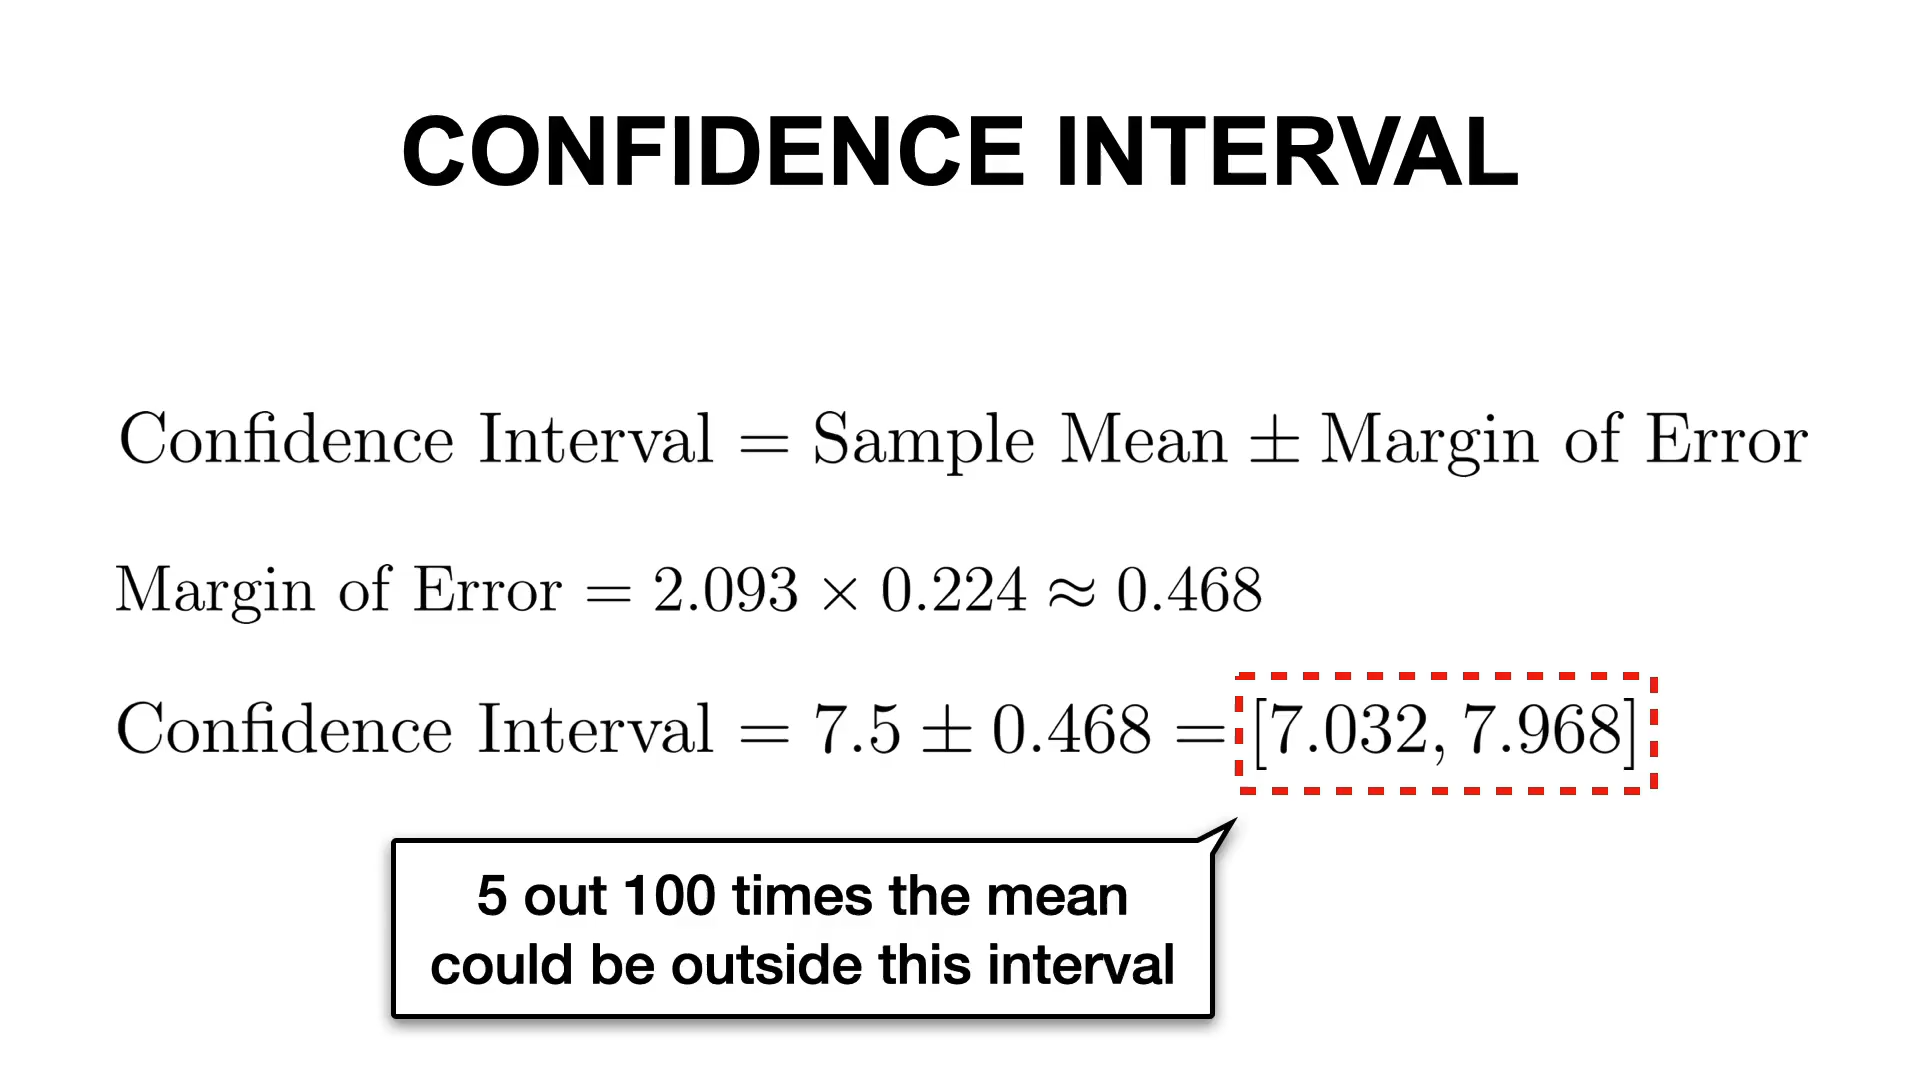 CONFIDENCE INTERVAL
Confidence Interval = Sample Mean ± Margin of Error
Margin of Error = 2.093 × 0.224 ≈ 0.468
Confidence Interval = 7.5 ± 0.468 = [7.032, 7.968]
5 out 100 times the mean
could be outside this interval